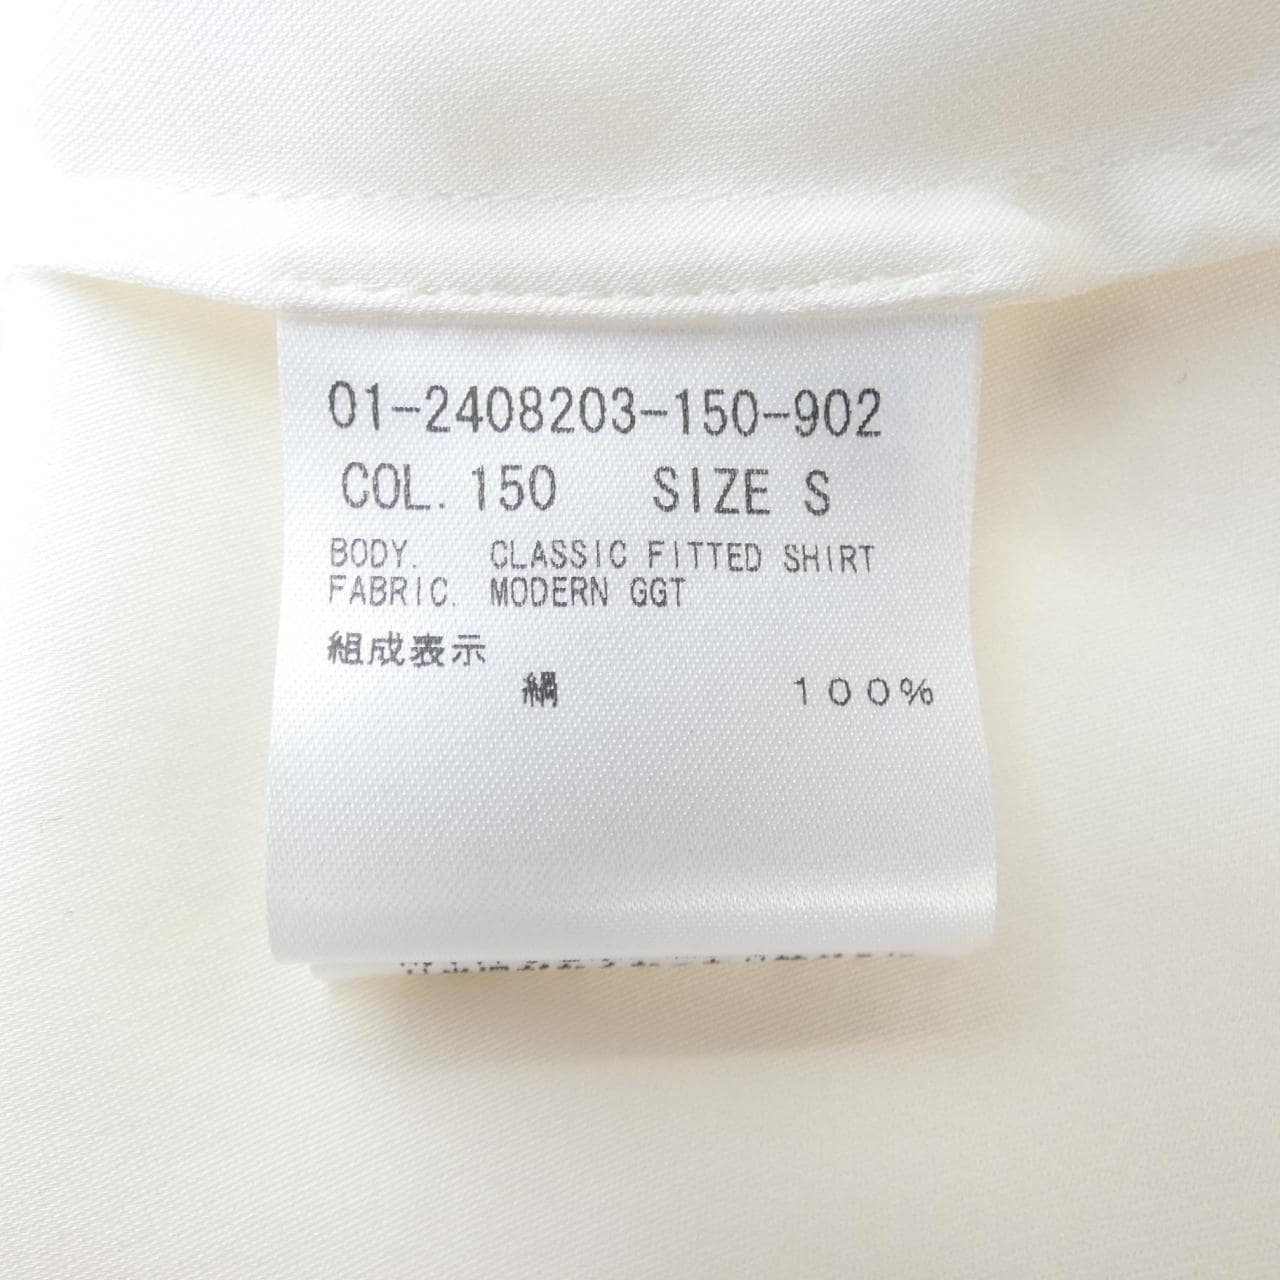 01-2408203-150-902
COL. 150 SIZE S
BODY. CLASSIC FITTED SHIRT
FABRIC. MODERN GGT
組成表示
100%